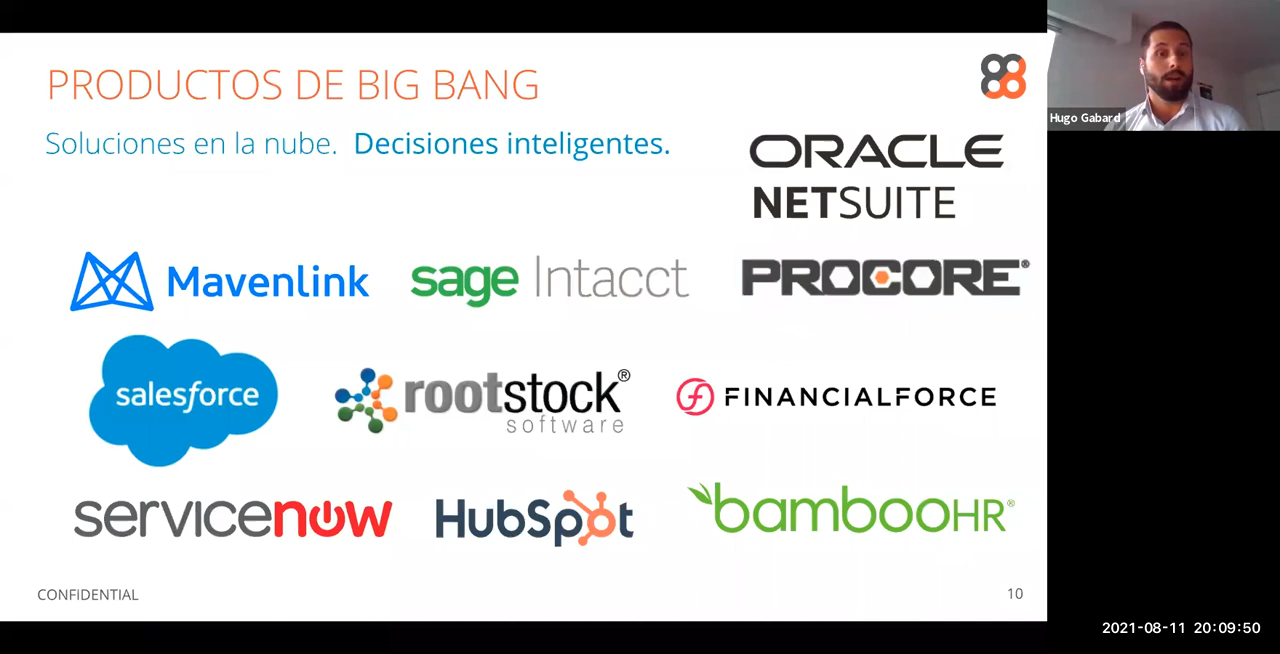 PRODUCTOS DE BIG BANG
Soluciones en la nube. Decisiones inteligentes.
Hugo Gabard
ORACLE
NETSUITE
Mavenlink
sage Intacct
PROCORE®
salesforce
rootstock®
software
FINANCIALFORCE
servicenow
HubSpot
bambooHR®
CONFIDENTIAL
10
2021-08-11 20:09:50